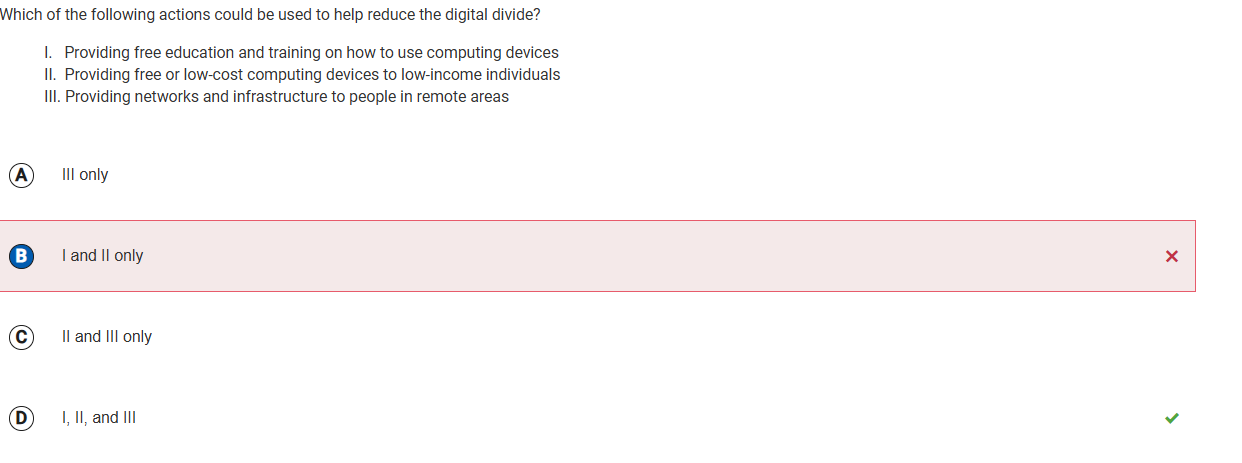 Which of the following actions could be used to help reduce the digital divide?
I. Providing free education and training on how to use computing devices
II. Providing free or low-cost computing devices to low-income individuals
III. Providing networks and infrastructure to people in remote areas
A III only
B I and II only
C II and III only
D I, II, and III